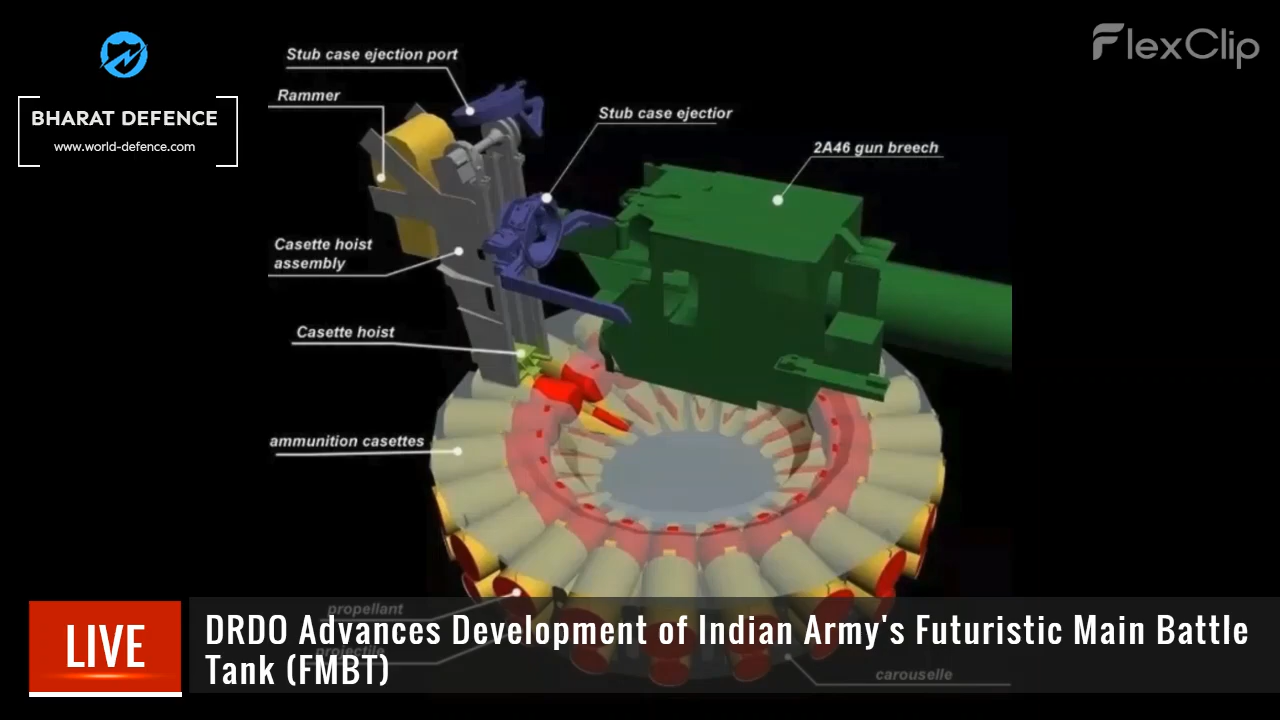 FlexClip
BHARAT DEFENCE
www.world-defence.com
Stub case ejection port
Rammer
Stub case ejectior
2A46 gun breech
Casette hoist
assembly
Casette hoist
ammunition casettes
propellant
projectile
carouselle
LIVE
DRDO Advances Development of Indian Army's Futuristic Main Battle
Tank (FMBT)